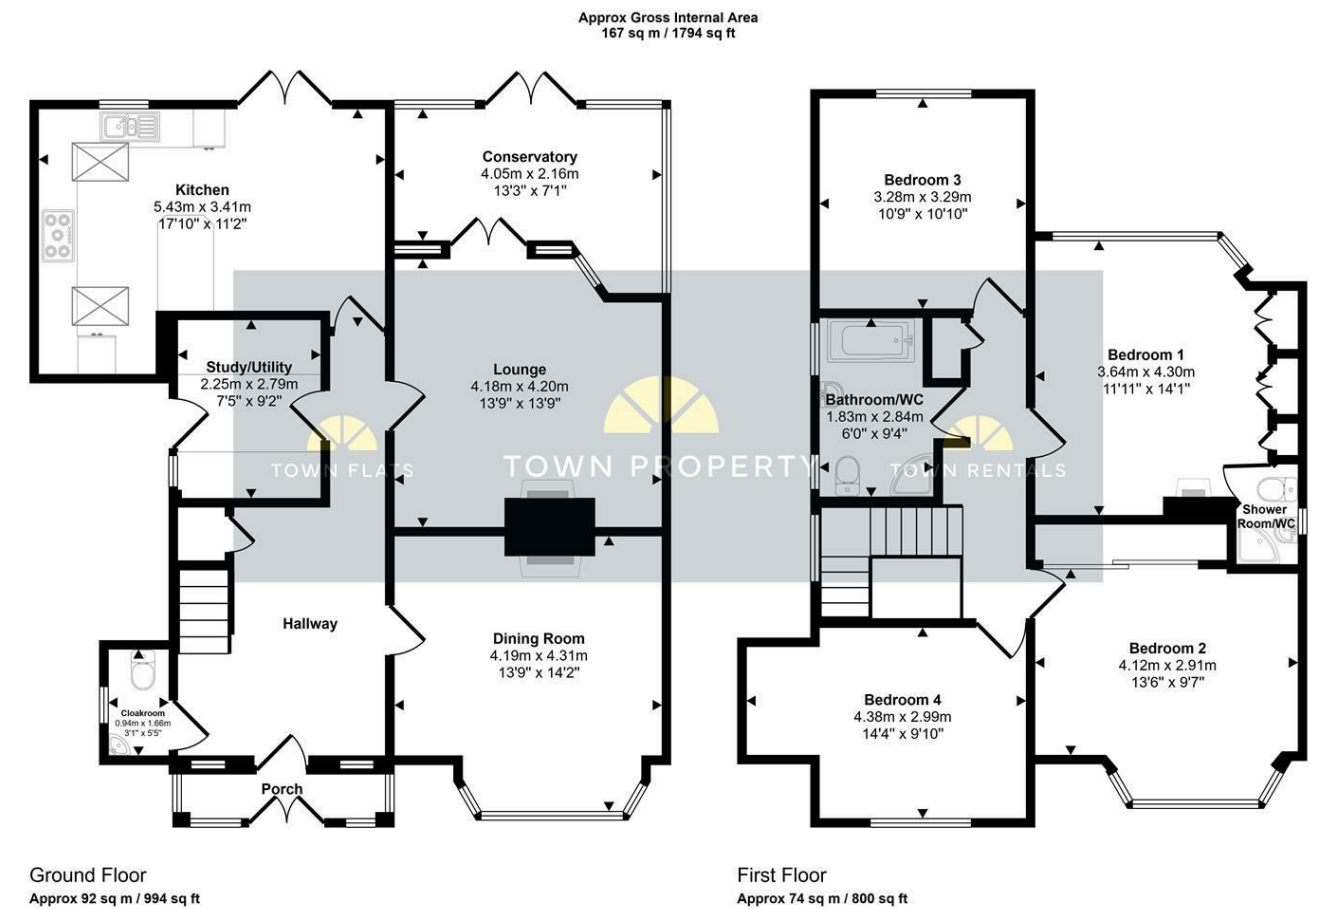 Approx Gross Internal Area
167 sq m / 1794 sq ft
Kitchen
5.43m x 3.41m
17'10" x 11'2"
Conservatory
4.05m x 2.16m
13'3" x 7'1"
Study/Utility
2.25m x 2.79m
7'5" x 9'2"
Lounge
4.18m x 4.20m
13'9" x 13'9"
Hallway
Dining Room
4.19m x 4.31m
13'9" x 14'2"
Cloakroom
0.94m x 1.66m
3'1" x 5'5"
Porch
Bedroom 3
3.28m x 3.29m
10'9" x 10'10"
Bedroom 1
3.64m x 4.30m
11'11" x 14'1"
Bathroom/WC
1.83m x 2.84m
6'0" x 9'4"
Shower
Room/WC
Bedroom 2
4.12m x 2.91m
13'6" x 9'7"
Bedroom 4
4.38m x 2.99m
14'4" x 9'10"
TOWN FLATS
TOWN PROPERTY
TOWN RENTALS
Ground Floor
Approx 92 sq m / 994 sq ft
First Floor
Approx 74 sq m / 800 sq ft